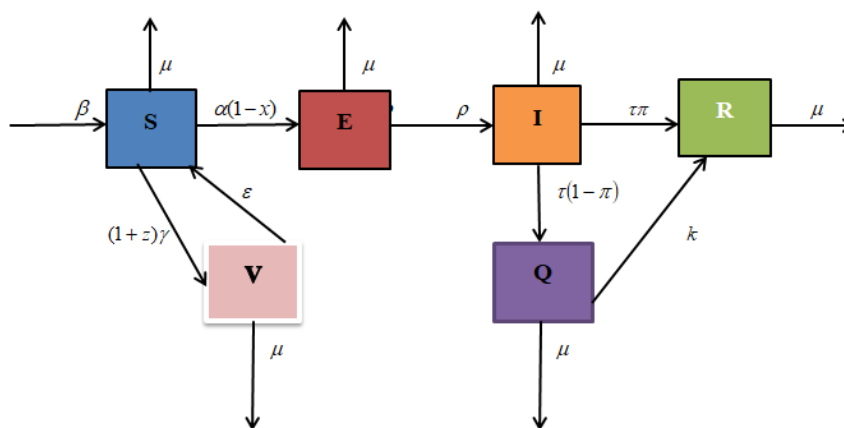 μ
μ
μ
β
S
α(1−x)
E
ρ
I
τπ
R
μ
ε
τ(1−π)
(1+z)γ
k
V
Q
μ
μ